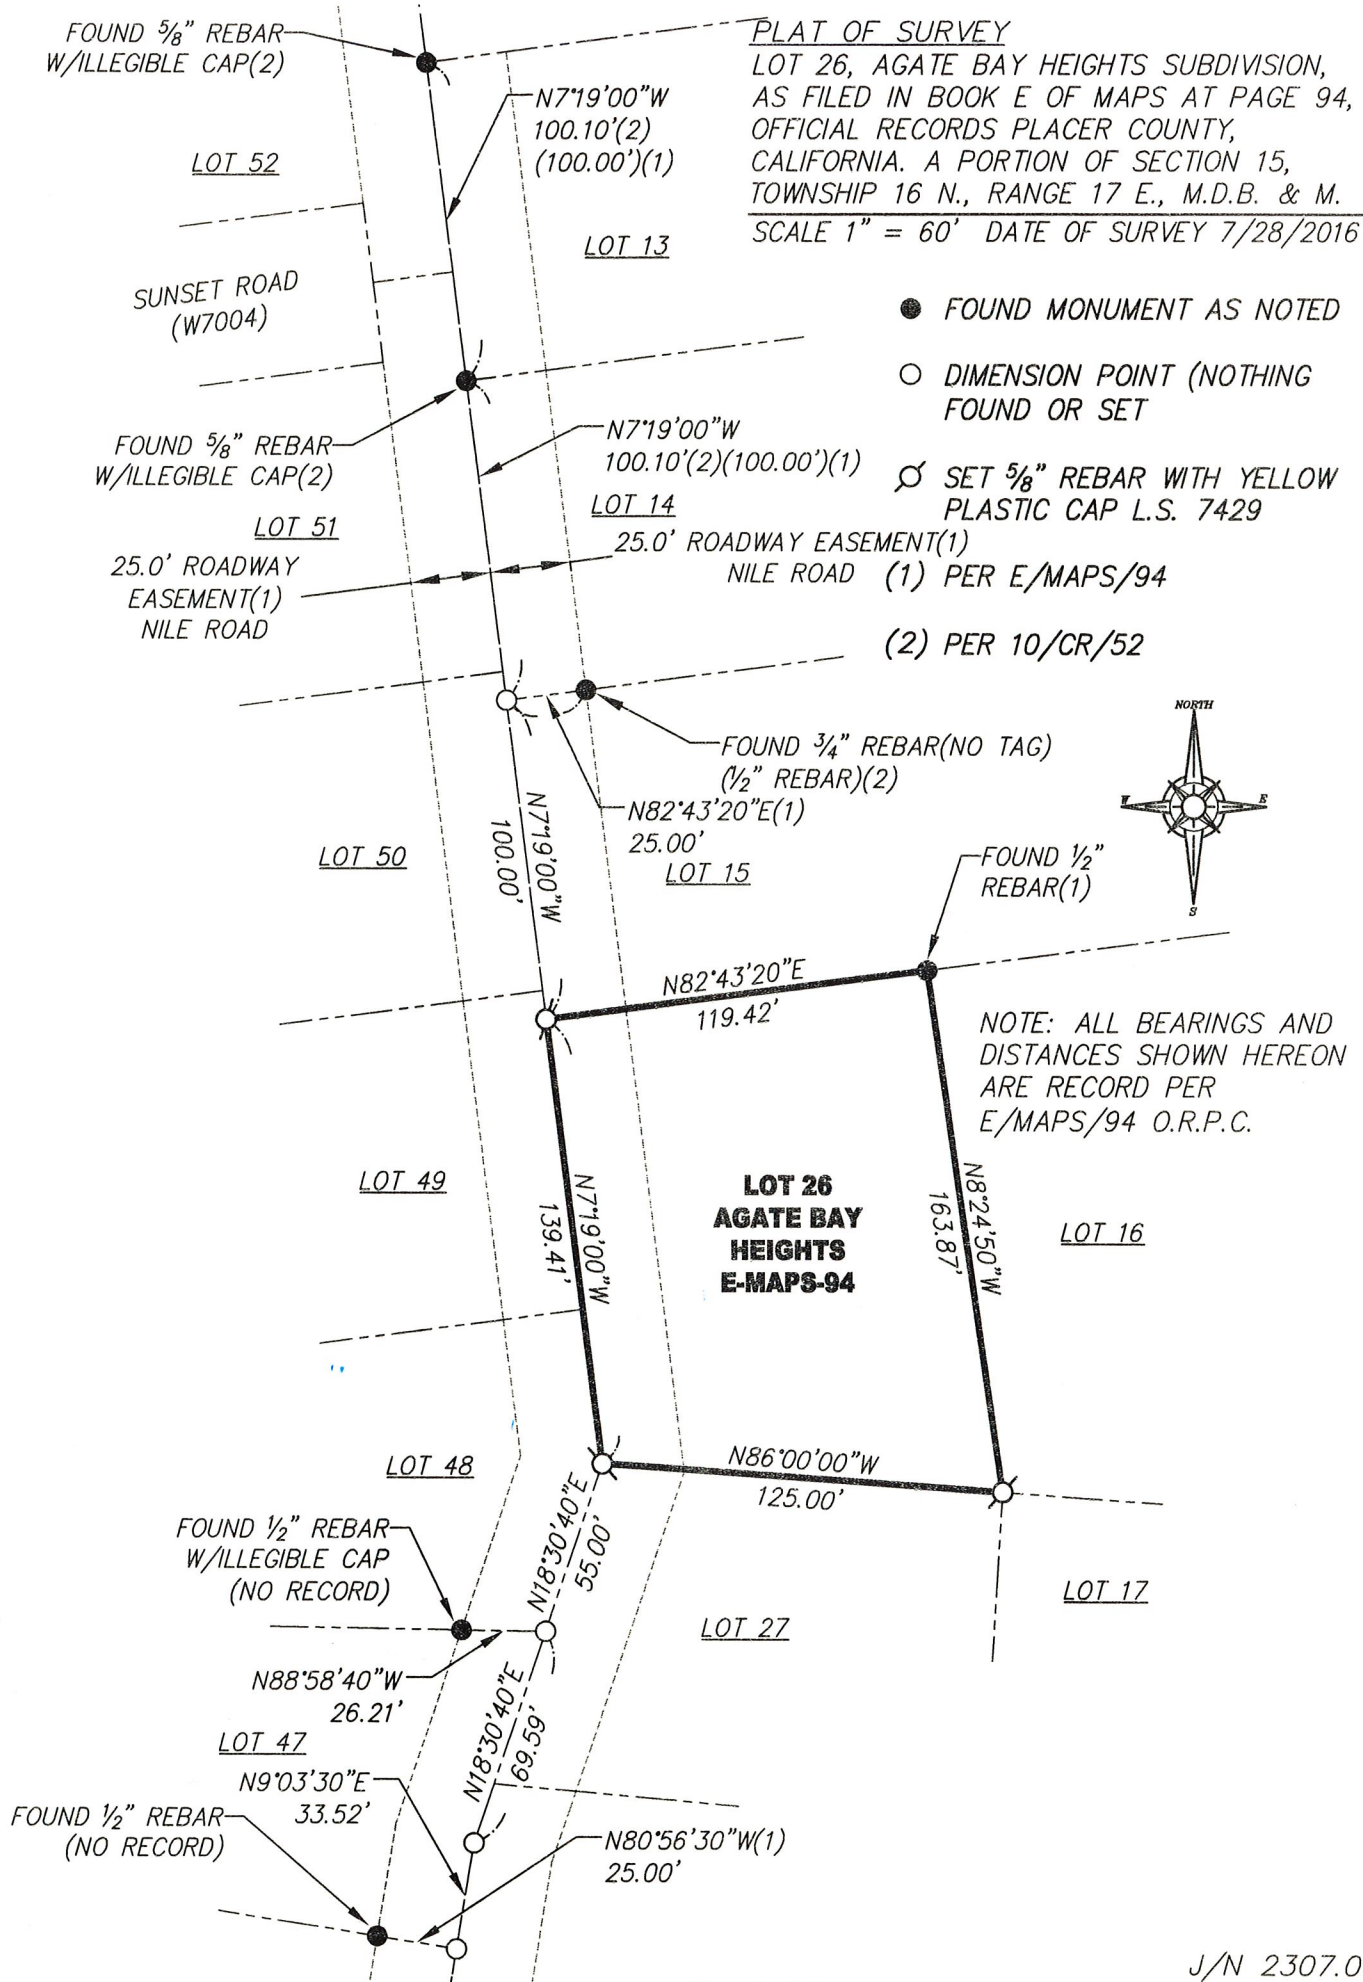 PLAT OF SURVEY
LOT 26, AGATE BAY HEIGHTS SUBDIVISION,
AS FILED IN BOOK E OF MAPS AT PAGE 94,
OFFICIAL RECORDS PLACER COUNTY,
CALIFORNIA. A PORTION OF SECTION 15,
TOWNSHIP 16 N., RANGE 17 E., M.D.B. & M.
SCALE 1" = 60' DATE OF SURVEY 7/28/2016
FOUND MONUMENT AS NOTED
DIMENSION POINT (NOTHING
FOUND OR SET
SET 5/8" REBAR WITH YELLOW
PLASTIC CAP L.S. 7429
(1) PER E/MAPS/94
(2) PER 10/CR/52
FOUND 5/8" REBAR
W/ILLEGIBLE CAP(2)
N7°19'00"W
100.10'(2)
(100.00')(1)
LOT 52
LOT 13
SUNSET ROAD
(W7004)
FOUND 5/8" REBAR
W/ILLEGIBLE CAP(2)
N7°19'00"W
100.10'(2)(100.00')(1)
LOT 14
LOT 51
25.0' ROADWAY
EASEMENT(1)
NILE ROAD
25.0' ROADWAY EASEMENT(1)
NILE ROAD
NORTH
W
E
S
FOUND 3/4" REBAR(NO TAG)
(1/2" REBAR)(2)
N82°43'20"E(1)
25.00'
N7°19'00"W
100.00'
LOT 50
LOT 15
FOUND 1/2"
REBAR(1)
N82°43'20"E
119.42'
NOTE: ALL BEARINGS AND
DISTANCES SHOWN HEREON
ARE RECORD PER
E/MAPS/94 O.R.P.C.
LOT 49
N7°19'00"W
139.41'
LOT 26
AGATE BAY
HEIGHTS
E-MAPS-94
N8°24'50"W
163.87'
LOT 16
LOT 48
N86°00'00"W
125.00'
FOUND 1/2" REBAR
W/ILLEGIBLE CAP
(NO RECORD)
N18°30'40"E
55.00'
LOT 17
LOT 27
N88°58'40"W
26.21'
LOT 47
N18°30'40"E
69.59'
N9°03'30"E
33.52'
FOUND 1/2" REBAR
(NO RECORD)
N80°56'30"W(1)
25.00'
J/N 2307.0